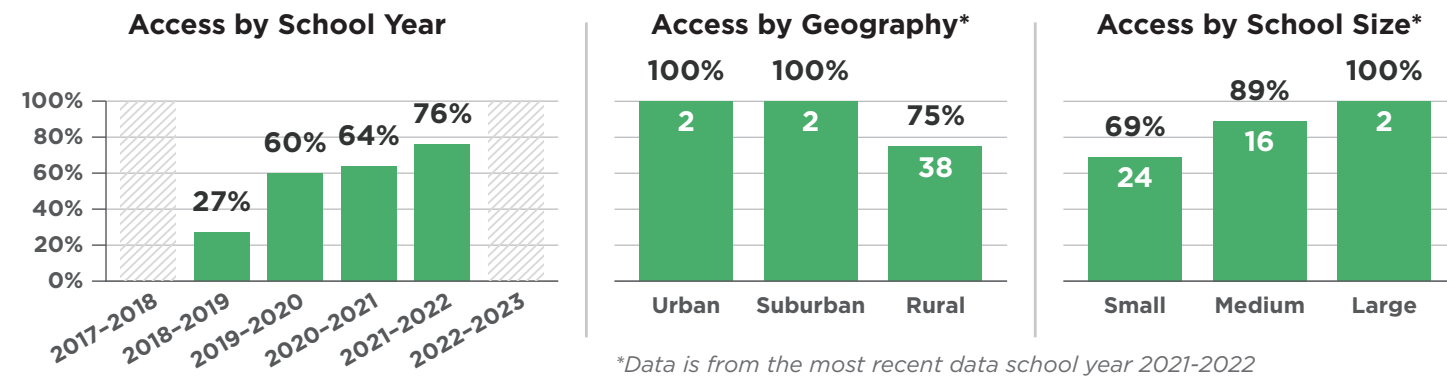 Access by School Year
100%
80%
60%
40%
20%
0%
27%
60%
64%
76%
2017–2018
2018–2019
2019–2020
2020–2021
2021–2022
2022–2023
Access by Geography*
100%
100%
75%
2
2
38
Urban
Suburban
Rural
Access by School Size*
69%
89%
100%
24
16
2
Small
Medium
Large
*Data is from the most recent data school year 2021-2022